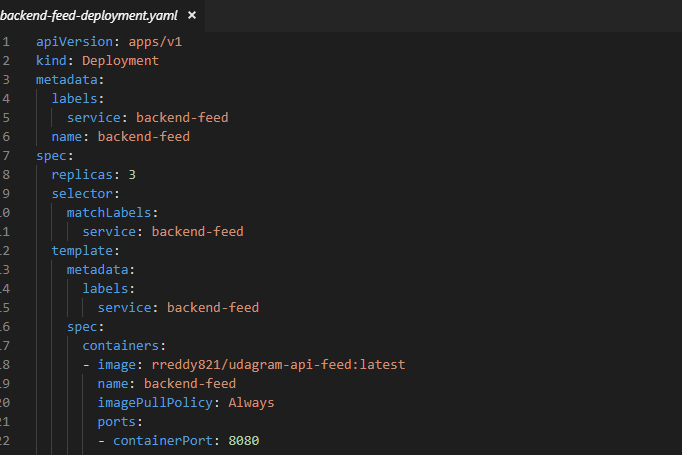 backend-feed-deployment.yaml ×
1 apiVersion: apps/v1
2 kind: Deployment
3 metadata:
4 labels:
5 service: backend-feed
6 name: backend-feed
7 spec:
8 replicas: 3
9 selector:
10 matchLabels:
11 service: backend-feed
12 template:
13 metadata:
14 labels:
15 service: backend-feed
16 spec:
17 containers:
18 - image: rreddy821/udagram-api-feed:latest
19 name: backend-feed
20 imagePullPolicy: Always
21 ports:
22 - containerPort: 8080